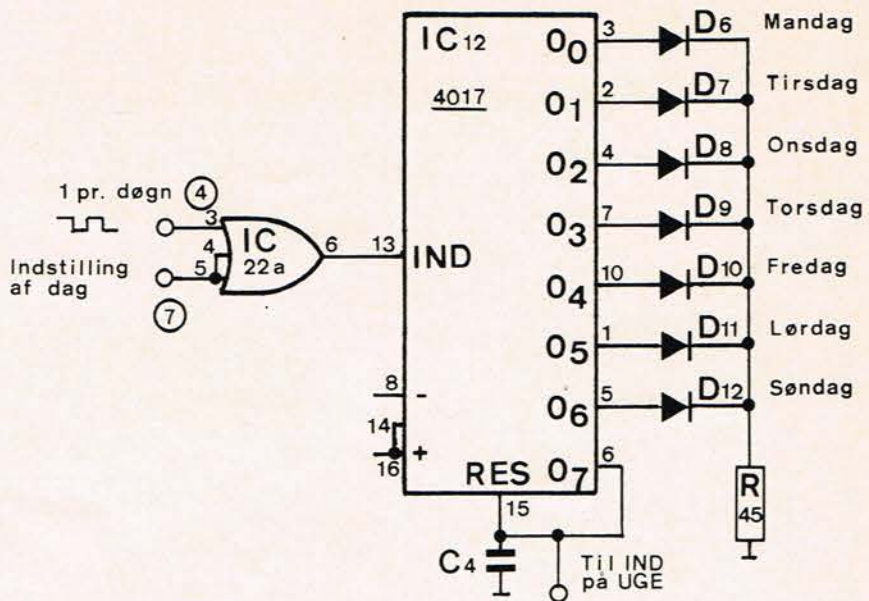 IC12
4017
1 pr. døgn 4
3
4
5
IC
22a
6
Indstilling
af dag
7
13
IND
8
-
14
16
+
RES
15
O0 3 D6 Mandag
O1 2 D7 Tirsdag
O2 4 D8 Onsdag
O3 7 D9 Torsdag
O4 10 D10 Fredag
O5 1 D11 Lørdag
O6 5 D12 Søndag
O7 6
R
45
C4
Til IND
på UGE